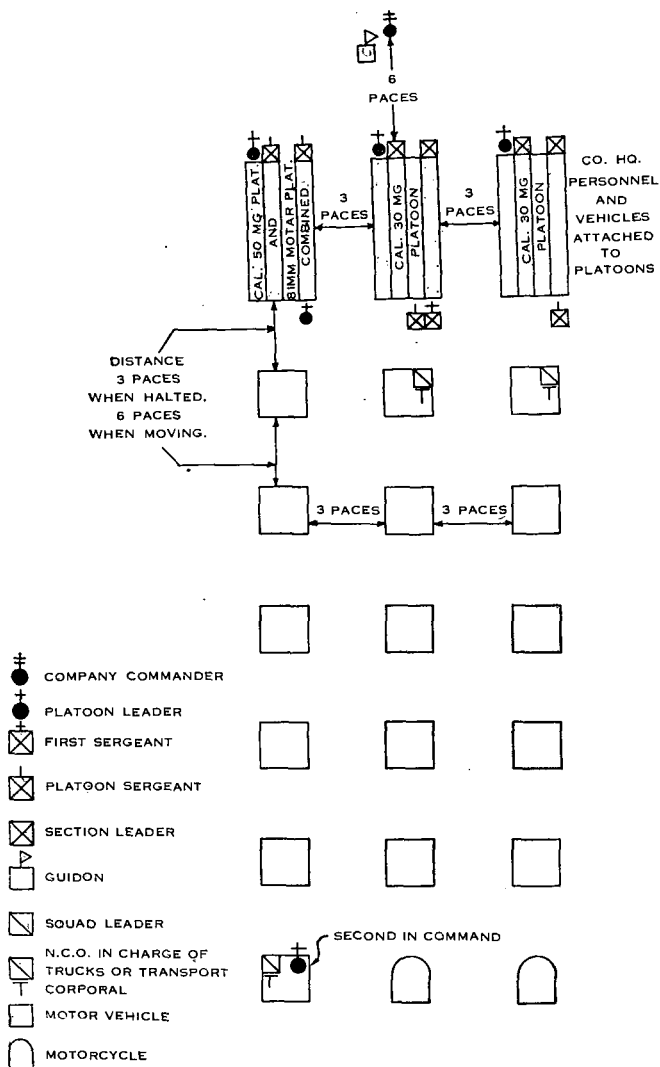 G
6
PACES
CAL. 50 MG PLAT.
AND
81MM MOTAR PLAT.
COMBINED.
3
PACES
CAL. 30 MG
PLATOON
3
PACES
CAL. 30 MG
PLATOON
CO. HQ.
PERSONNEL
AND
VEHICLES
ATTACHED
TO
PLATOONS
DISTANCE
3 PACES
WHEN HALTED.
6 PACES
WHEN MOVING.
3 PACES
3 PACES
COMPANY COMMANDER
PLATOON LEADER
FIRST SERGEANT
PLATOON SERGEANT
SECTION LEADER
GUIDON
SQUAD LEADER
N.C.O. IN CHARGE OF
TRUCKS OR TRANSPORT
CORPORAL
MOTOR VEHICLE
MOTORCYCLE
SECOND IN COMMAND